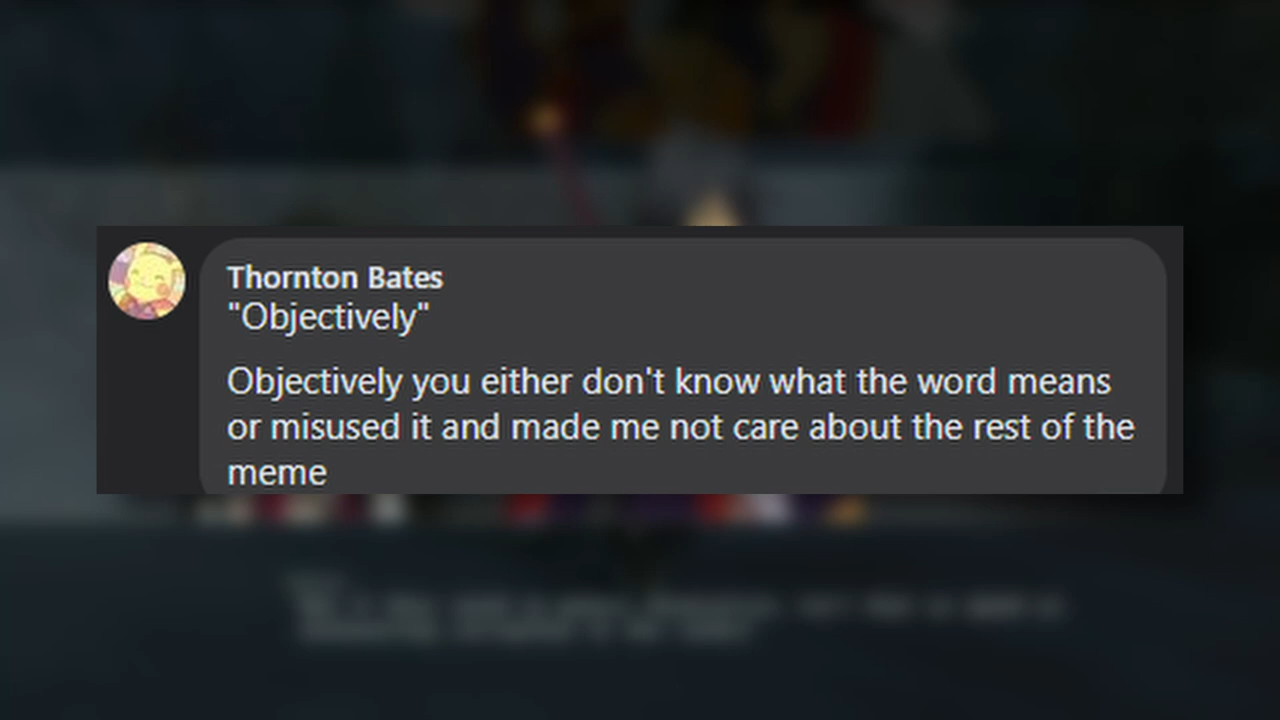 Thornton Bates
"Objectively"
Objectively you either don't know what the word means
or misused it and made me not care about the rest of the
meme